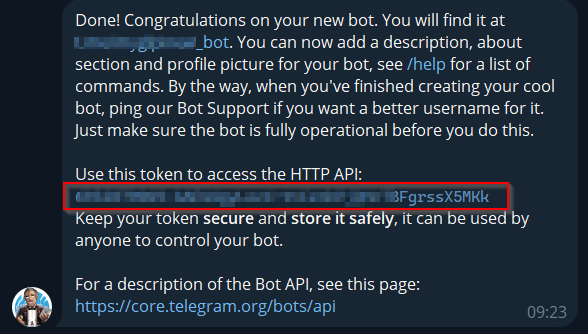 Done! Congratulations on your new bot. You will find it at
_bot. You can now add a description, about
section and profile picture for your bot, see /help for a list of
commands. By the way, when you've finished creating your cool
bot, ping our Bot Support if you want a better username for it.
Just make sure the bot is fully operational before you do this.
Use this token to access the HTTP API:
3FgrssX5MKk
Keep your token secure and store it safely, it can be used by
anyone to control your bot.
For a description of the Bot API, see this page:
https://core.telegram.org/bots/api
09:23